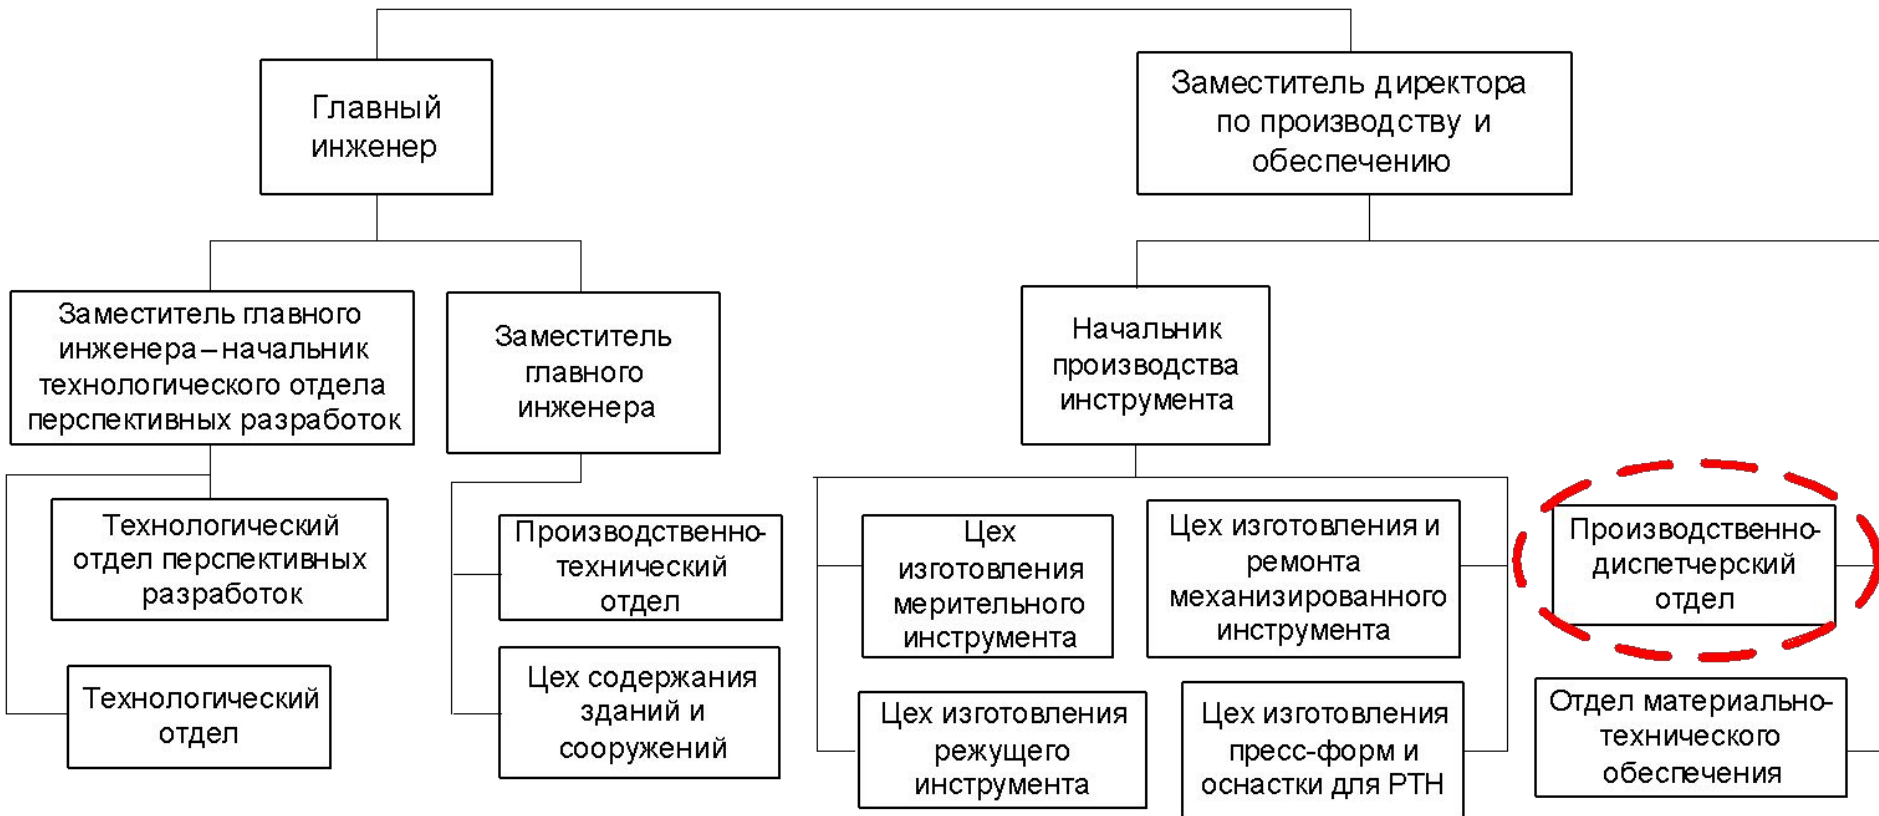 Главный
инженер
Заместитель директора
по производству и
обеспечению
Заместитель главного
инженера – начальник
технологического отдела
перспективных разработок
Заместитель
главного
инженера
Начальник
производства
инструмента
Технологический
отдел перспективных
разработок
Технологический
отдел
Производственно-
технический
отдел
Цех содержания
зданий и
сооружений
Цех
изготовления
мерительного
инструмента
Цех изготовления и
ремонта
механизированного
инструмента
Цех изготовления
режущего
инструмента
Цех изготовления
пресс-форм и
оснастки для РТН
Производственно-
диспетчерский
отдел
Отдел материально-
технического
обеспечения